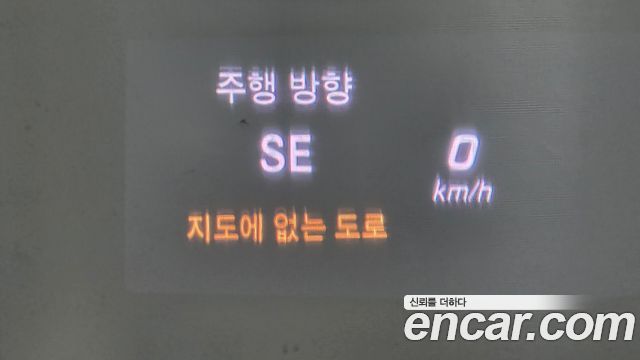 주행 방향
SE
0
km/h
지도에 없는 도로
신뢰를 더하다
encar.com